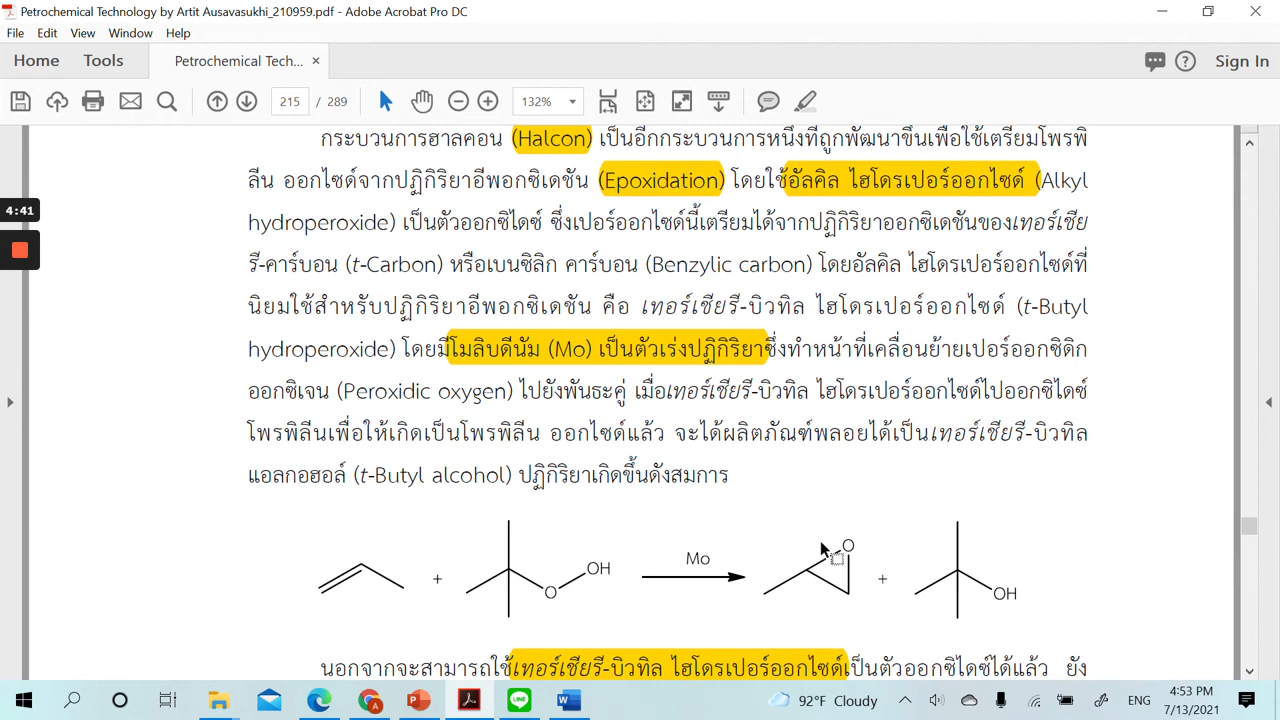 Petrochemical Technology by Artit Ausavasukhi_210959.pdf - Adobe Acrobat Pro DC
File Edit View Window Help
Home Tools Petrochemical Tech... × Sign In
215 / 289 132%
กระบวนการฮาลคอน (Halcon) เป็นอีกกระบวนการหนึ่งที่ถูกพัฒนาขึ้นเพื่อใช้เตรียมโพรพิ
ลีน ออกไซด์จากปฏิกิริยาอีพอกซิเดชัน (Epoxidation) โดยใช้อัลคิล ไฮโดรเปอร์ออกไซด์ (Alkyl
4:41
hydroperoxide) เป็นตัวออกซิไดซ์ ซึ่งเปอร์ออกไซด์นี้เตรียมได้จากปฏิกิริยาออกซิเดชันของเทอร์เชีย
รี-คาร์บอน (t-Carbon) หรือเบนซิลิก คาร์บอน (Benzylic carbon) โดยอัลคิล ไฮโดรเปอร์ออกไซด์ที่
นิยมใช้สำหรับปฏิกิริยาอีพอกซิเดชัน คือ เทอร์เชียรี-บิวทิล ไฮโดรเปอร์ออกไซด์ (t-Butyl
hydroperoxide) โดยมีโมลิบดีนัม (Mo) เป็นตัวเร่งปฏิกิริยาซึ่งทำหน้าที่เคลื่อนย้ายเปอร์ออกซิดิก
ออกซิเจน (Peroxidic oxygen) ไปยังพันธะคู่ เมื่อเทอร์เชียรี-บิวทิล ไฮโดรเปอร์ออกไซด์ไปออกซิไดซ์
โพรพิลีนเพื่อให้เกิดเป็นโพรพิลีน ออกไซด์แล้ว จะได้ผลิตภัณฑ์พลอยได้เป็นเทอร์เชียรี-บิวทิล
แอลกอฮอล์ (t-Butyl alcohol) ปฏิกิริยาเกิดขึ้นดังสมการ
+ O OH Mo O + OH
นอกจากจะสามารถใช้เทอร์เชียรี-บิวทิล ไฮโดรเปอร์ออกไซด์เป็นตัวออกซิไดซ์ได้แล้ว ยัง
92°F Cloudy ENG 4:53 PM
7/13/2021